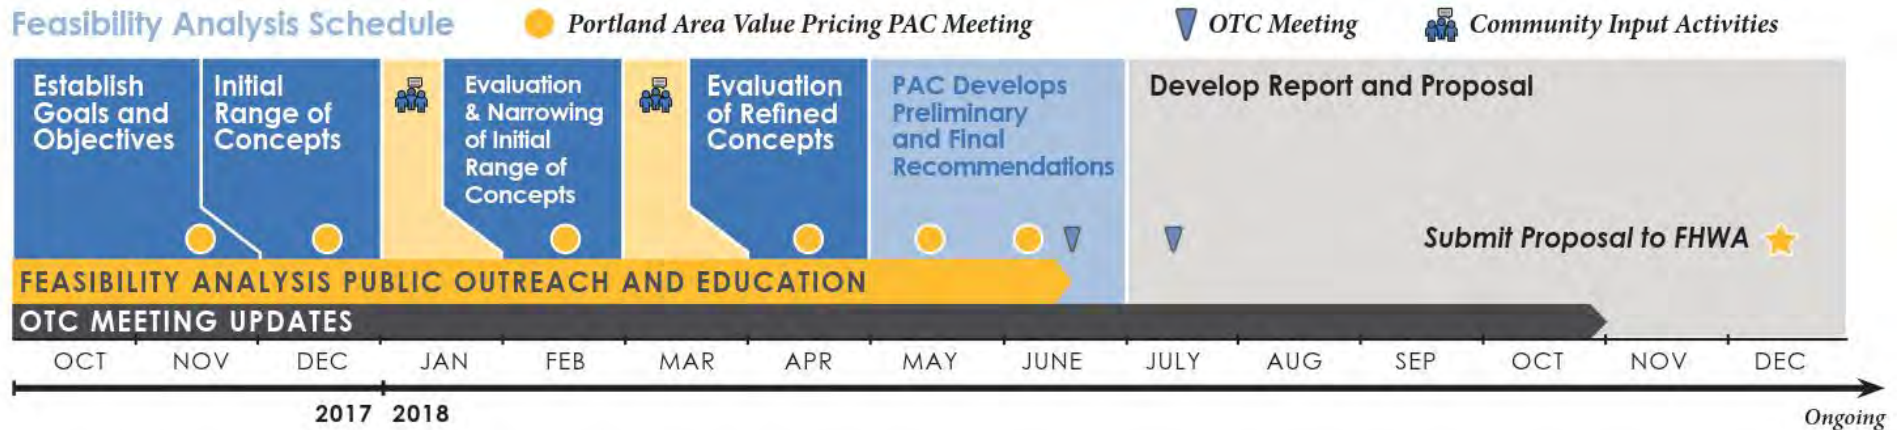 Feasibility Analysis Schedule
Portland Area Value Pricing PAC Meeting
OTC Meeting
Community Input Activities
Establish
Goals and
Objectives
Initial
Range of
Concepts
Evaluation
& Narrowing
of Initial
Range of
Concepts
Evaluation
of Refined
Concepts
PAC Develops
Preliminary
and Final
Recommendations
Develop Report and Proposal
Submit Proposal to FHWA
FEASIBILITY ANALYSIS PUBLIC OUTREACH AND EDUCATION
OTC MEETING UPDATES
OCT NOV DEC JAN FEB MAR APR MAY JUNE JULY AUG SEP OCT NOV DEC
2017 2018
Ongoing